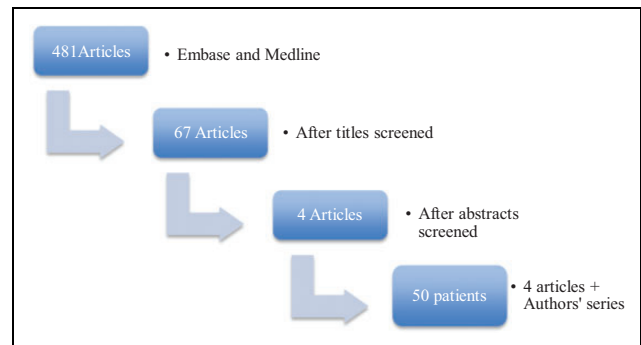 481Articles
• Embase and Medline
67 Articles
• After titles screened
4 Articles
• After abstracts
screened
50 patients
• 4 articles +
Authors' series